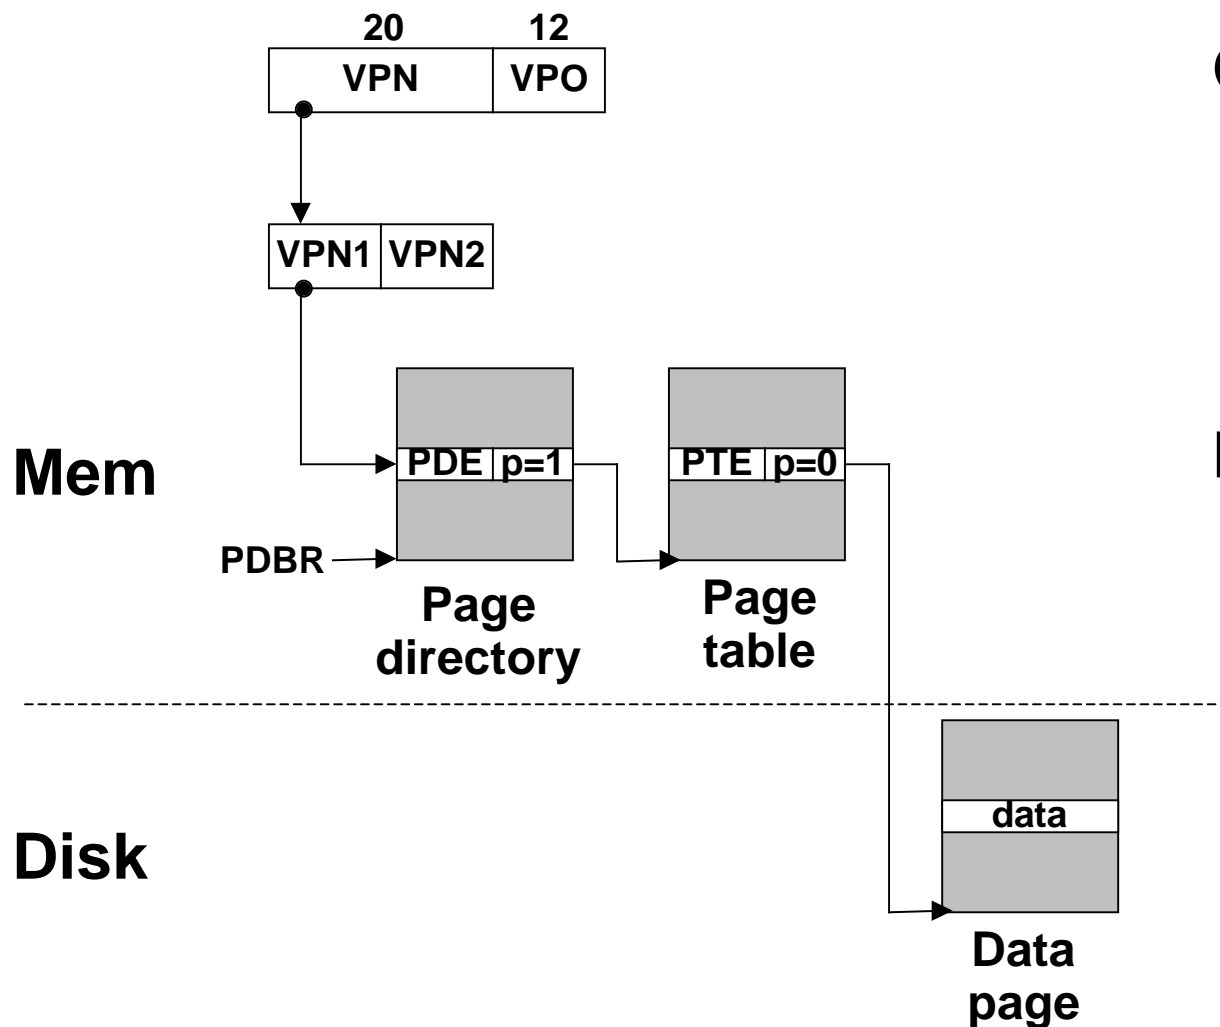 20 12
VPN VPO
VPN1 VPN2
Mem
PDE p=1 PTE p=0
PDBR
Page
directory
Page
table
Disk
data
Data
page